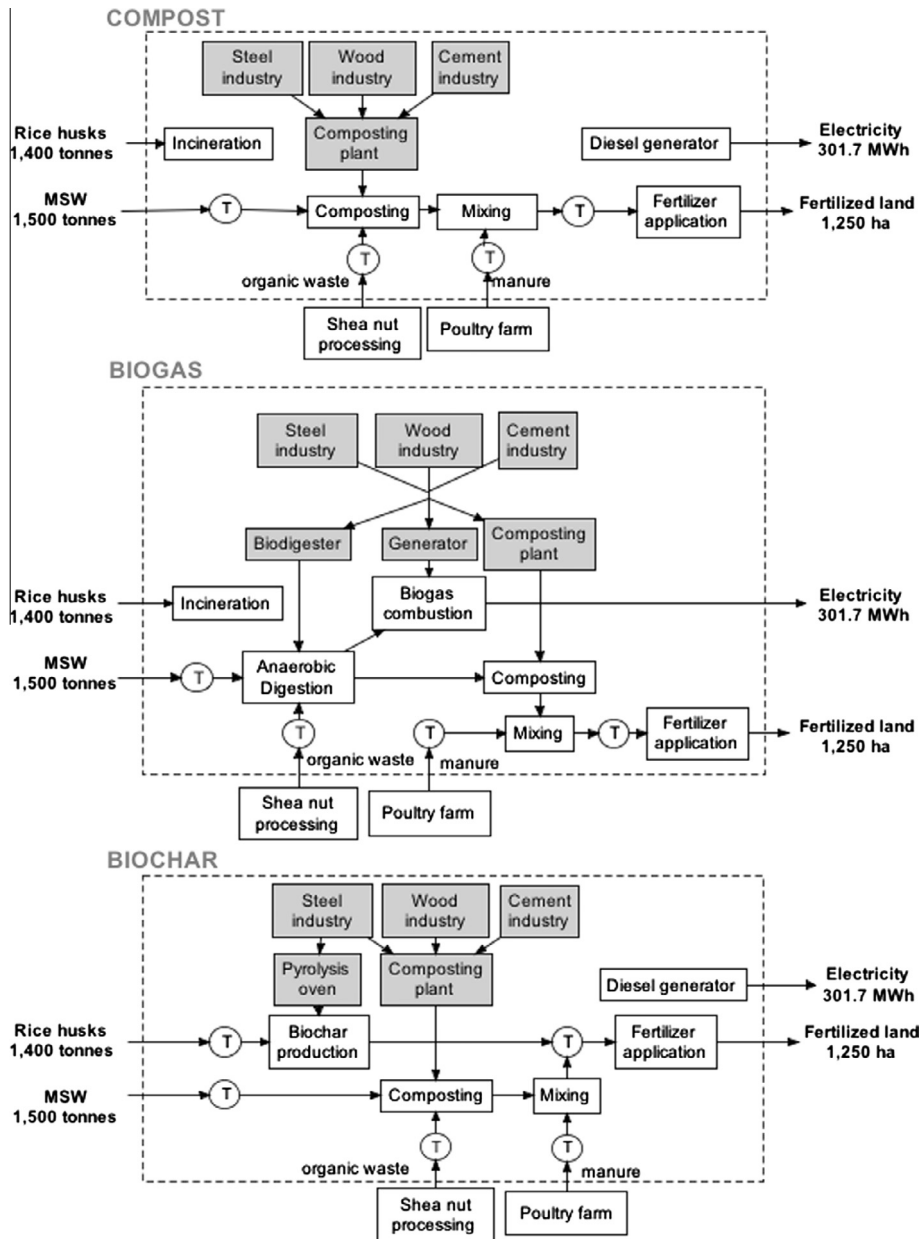 COMPOST
Steel
industry
Wood
industry
Cement
industry
Rice husks
1,400 tonnes
Incineration
Composting
plant
Diesel generator
Electricity
301.7 MWh
MSW
1,500 tonnes
T
Composting
Mixing
T
Fertilizer
application
Fertilized land
1,250 ha
T
T
organic waste
manure
Shea nut
processing
Poultry farm
BIOGAS
Steel
industry
Wood
industry
Cement
industry
Biodigester
Generator
Composting
plant
Rice husks
1,400 tonnes
Incineration
Biogas
combustion
Electricity
301.7 MWh
MSW
1,500 tonnes
T
Anaerobic
Digestion
Composting
T
organic waste
T
manure
Mixing
T
Fertilizer
application
Fertilized land
1,250 ha
Shea nut
processing
Poultry farm
BIOCHAR
Steel
industry
Wood
industry
Cement
industry
Pyrolysis
oven
Composting
plant
Diesel generator
Electricity
301.7 MWh
Rice husks
1,400 tonnes
T
Biochar
production
T
Fertilizer
application
Fertilized land
1,250 ha
MSW
1,500 tonnes
T
Composting
Mixing
T
T
organic waste
manure
Shea nut
processing
Poultry farm